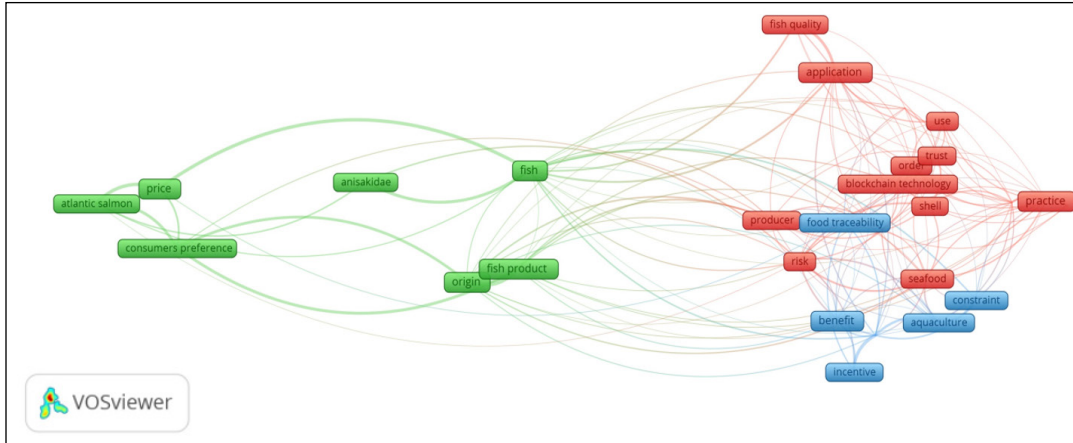 fish quality
application
use
trust
order
blockchain technology
fish
anisakidae
price
atlantic salmon
practice
shell
producer
food traceability
consumers preference
risk
fish product
origin
seafood
constraint
benefit
aquaculture
incentive
VOSviewer